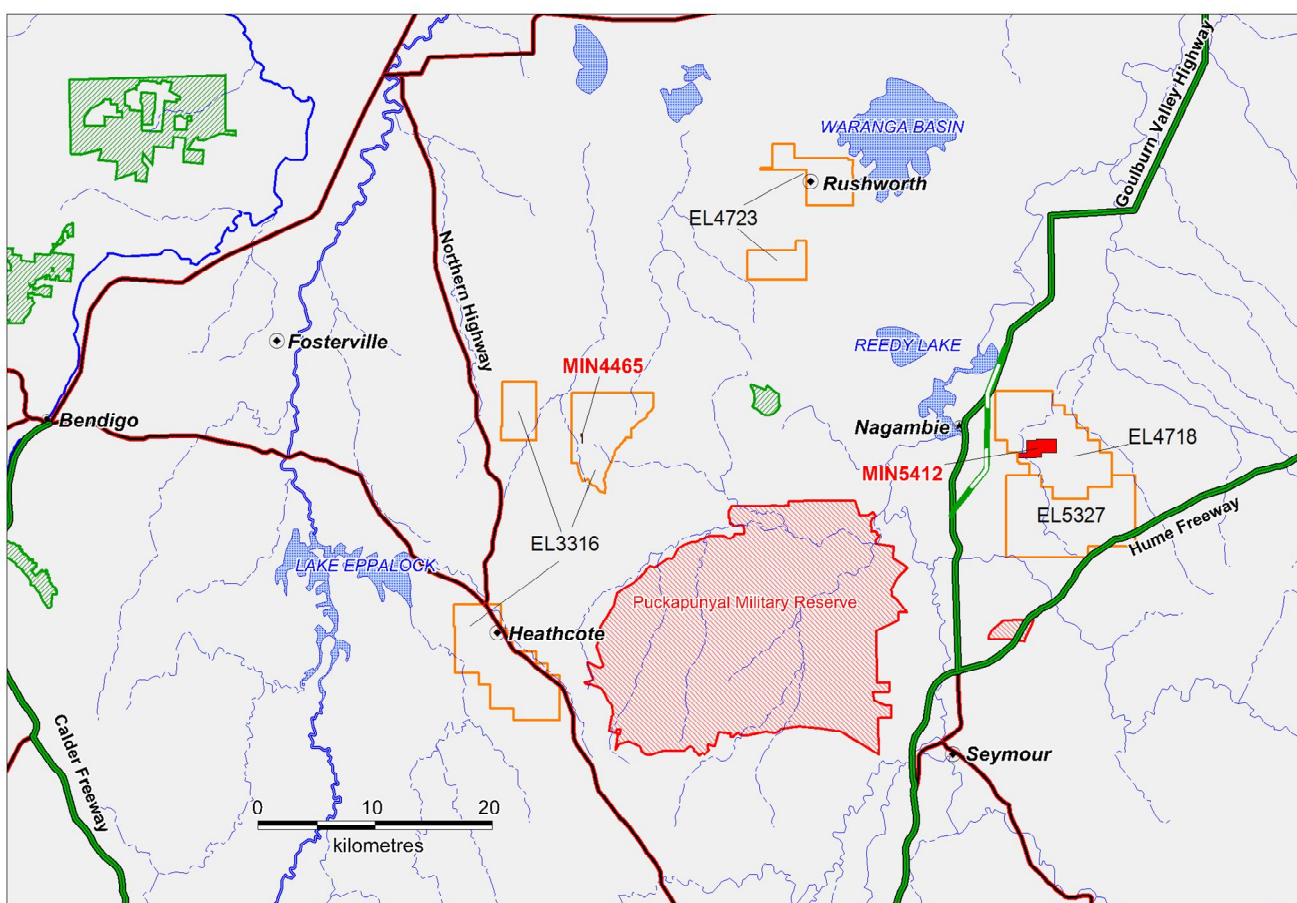 Goulburn Valley Highway
WARANGA BASIN
Rushworth
EL4723
Northern Highway
Fosterville
REEDY LAKE
MIN4465
Bendigo
Nagambie
EL4718
MIN5412
EL5327
Hume Freeway
EL3316
LAKE EPPALOCK
Puckapunyal Military Reserve
Heathcote
Calder Freeway
Seymour
0 10 20
kilometres